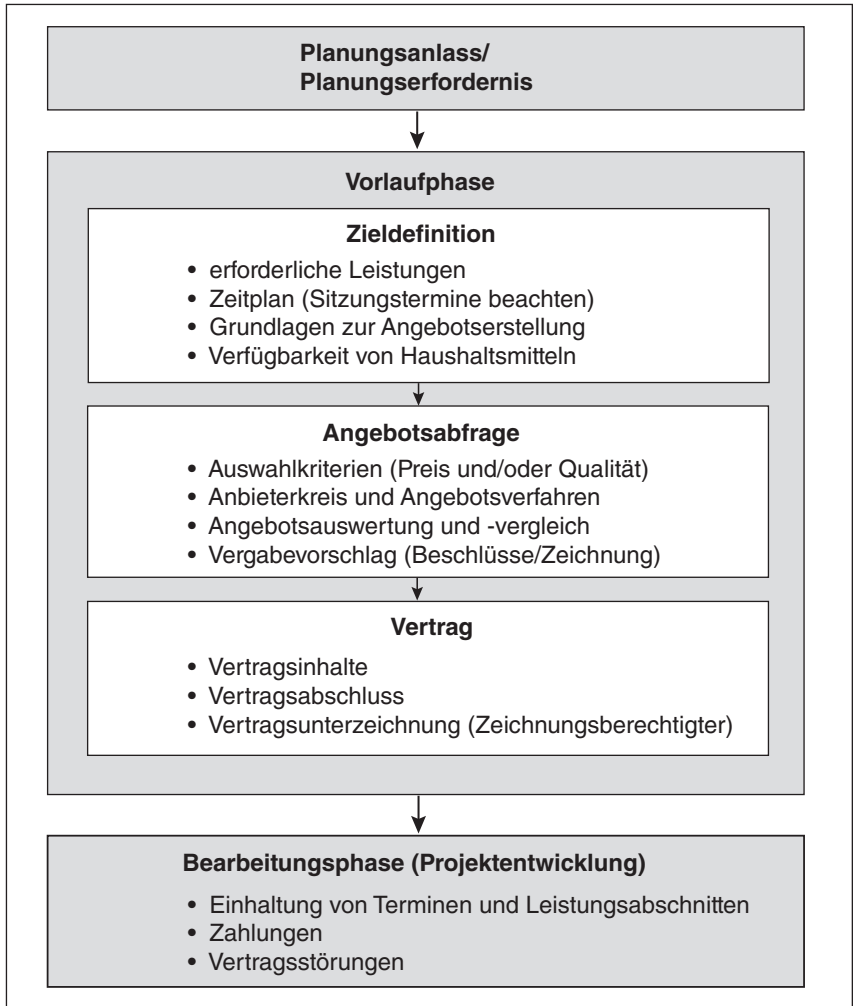 Planungsanlass/
Planungserfordernis
Vorlaufphase
Zieldefinition
• erforderliche Leistungen
• Zeitplan (Sitzungstermine beachten)
• Grundlagen zur Angebotserstellung
• Verfügbarkeit von Haushaltsmitteln
Angebotsabfrage
• Auswahlkriterien (Preis und/oder Qualität)
• Anbieterkreis und Angebotsverfahren
• Angebotsauswertung und -vergleich
• Vergabevorschlag (Beschlüsse/Zeichnung)
Vertrag
• Vertragsinhalte
• Vertragsabschluss
• Vertragsunterzeichnung (Zeichnungsberechtigter)
Bearbeitungsphase (Projektentwicklung)
• Einhaltung von Terminen und Leistungsabschnitten
• Zahlungen
• Vertragsstörungen